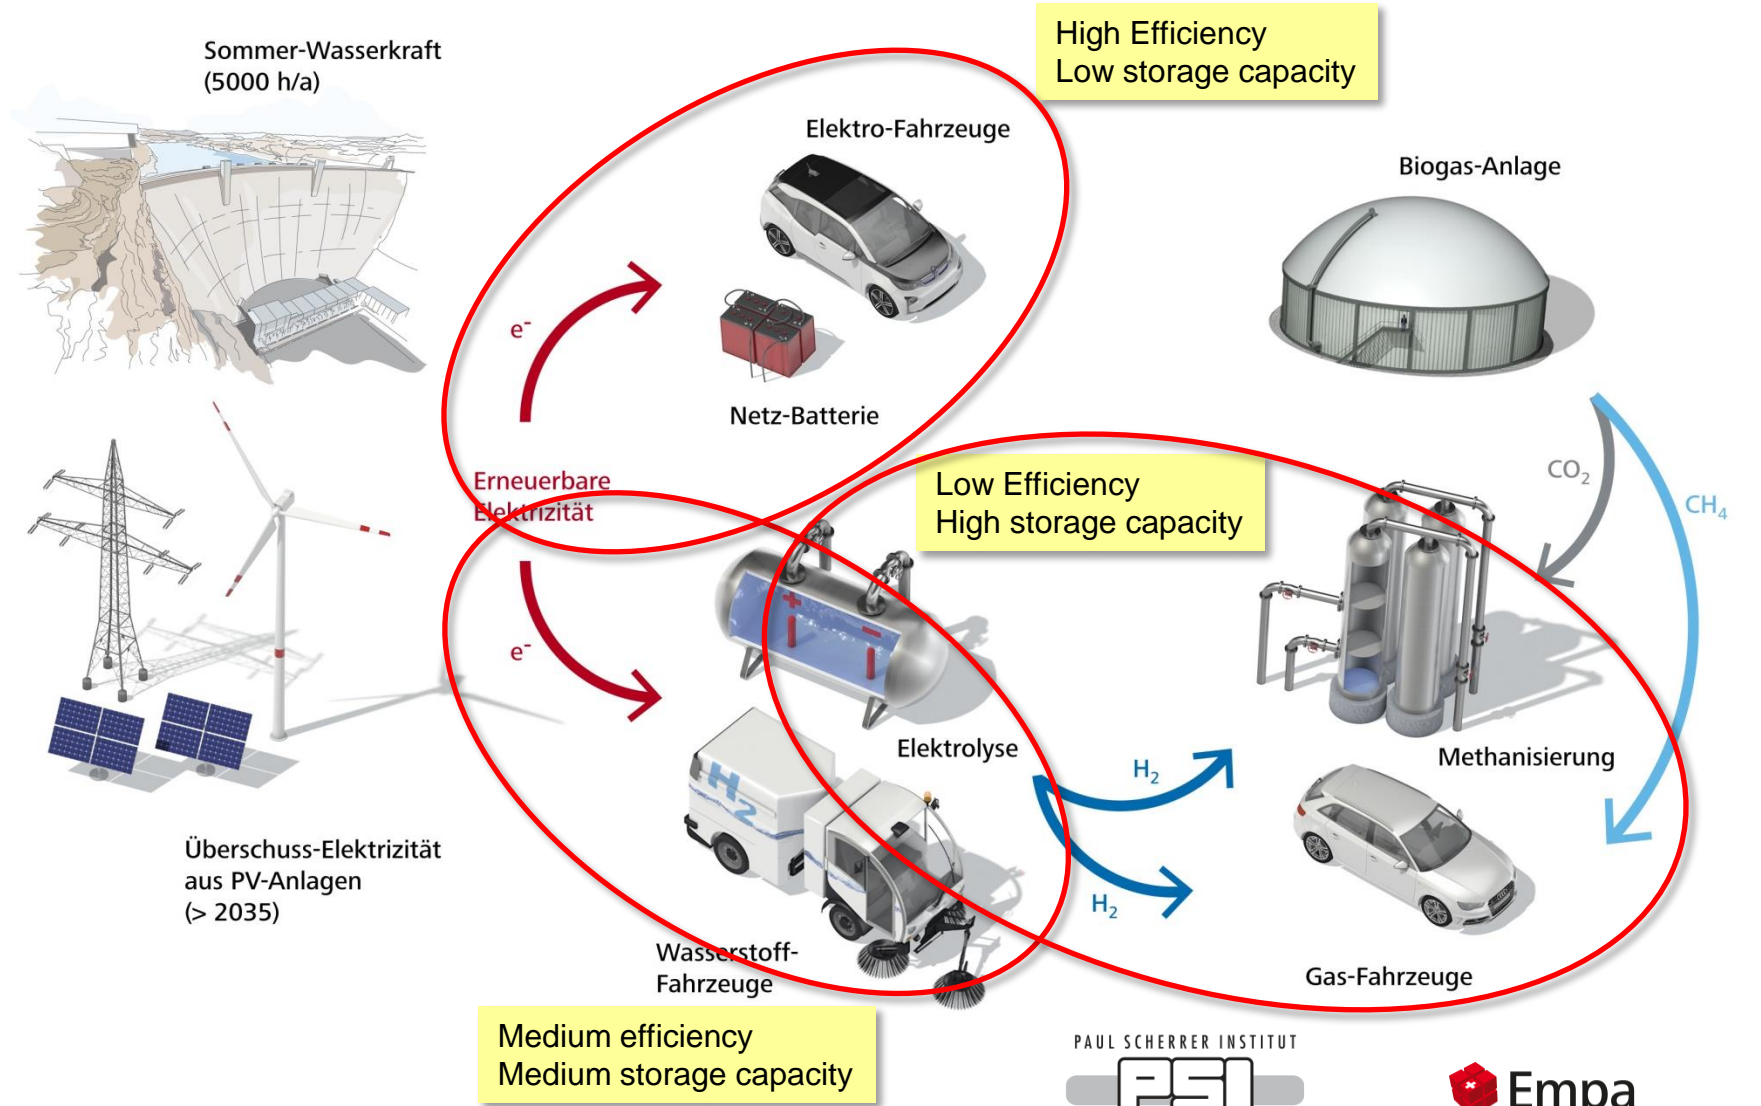 High Efficiency
Low storage capacity
Sommer-Wasserkraft
(5000 h/a)
Elektro-Fahrzeuge
Biogas-Anlage
e⁻
Netz-Batterie
Erneuerbare
Elektrizität
Low Efficiency
High storage capacity
CO₂
CH₄
e⁻
+
−
Elektrolyse
H₂
Methanisierung
H₂
Überschuss-Elektrizität
aus PV-Anlagen
(> 2035)
H₂
Wasserstoff-
Fahrzeuge
Gas-Fahrzeuge
Medium efficiency
Medium storage capacity
PAUL SCHERRER INSTITUT
PSI
Empa